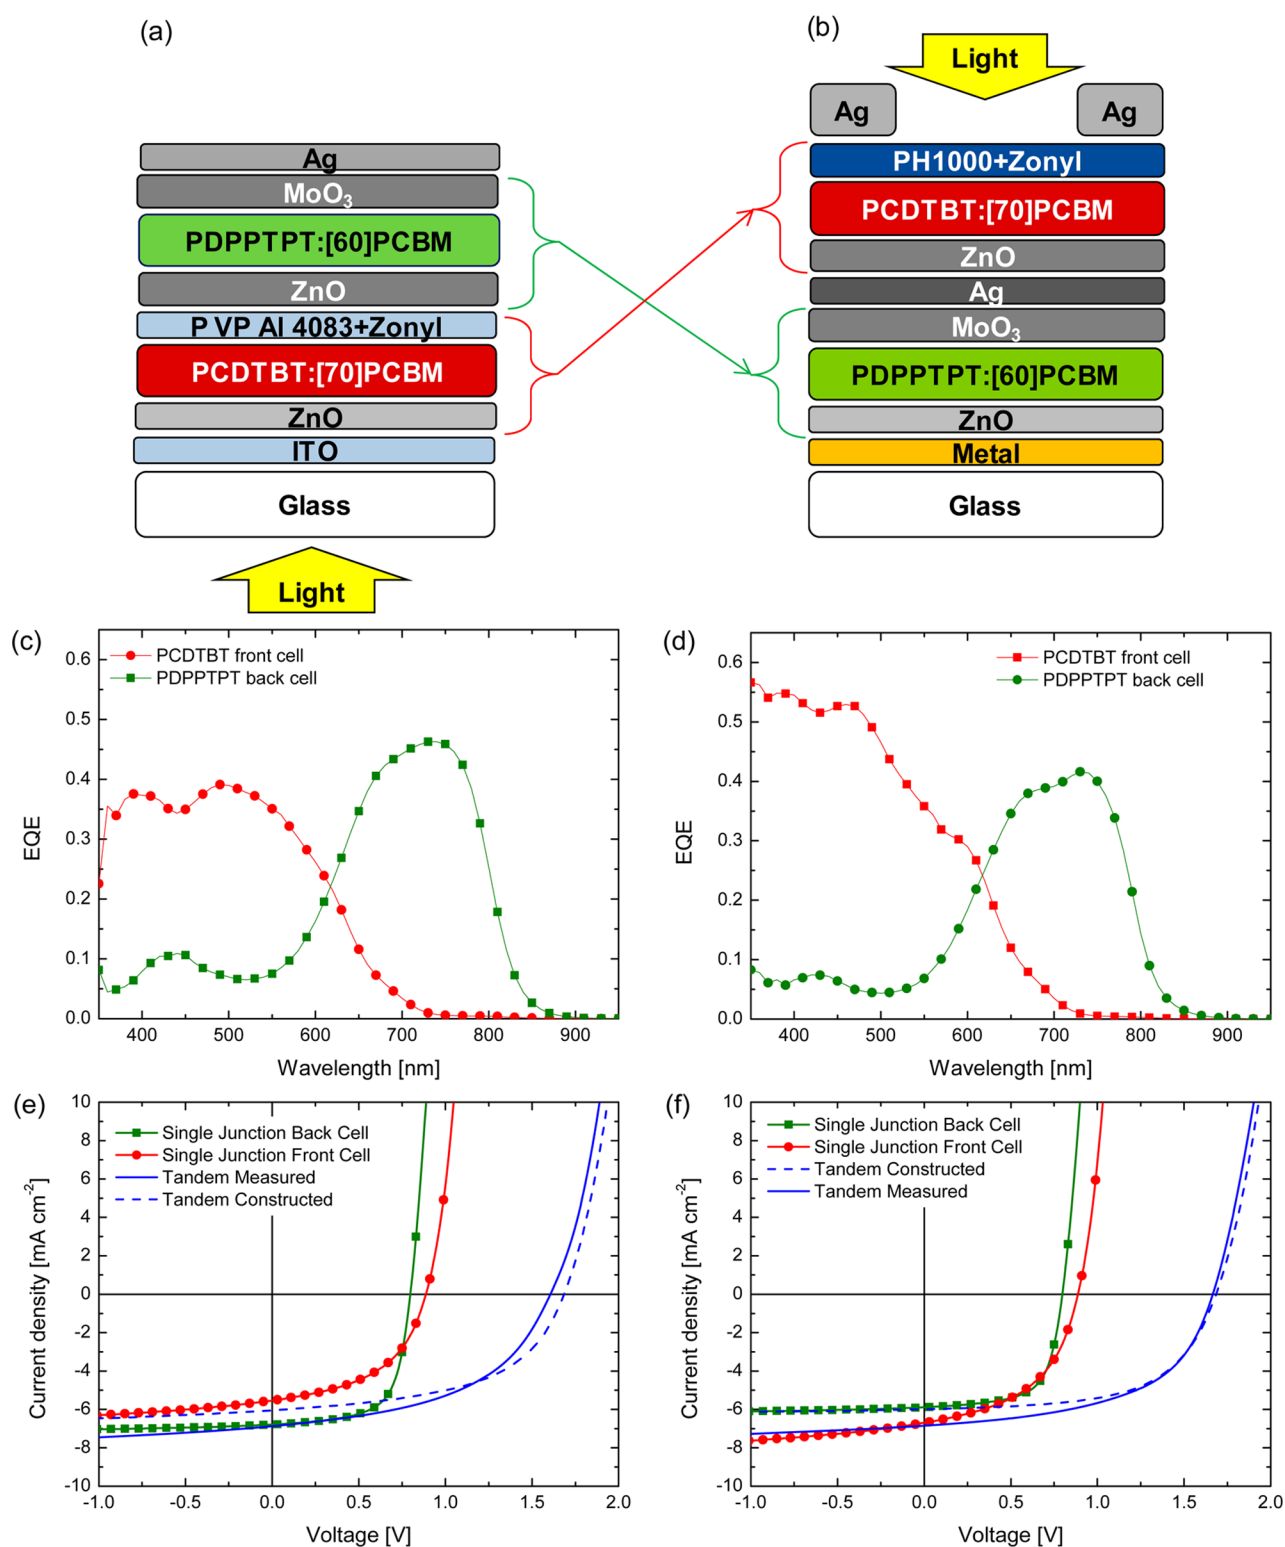 (a)
Ag
MoO₃
PDPPTPT:[60]PCBM
ZnO
P VP AI 4083+Zonyl
PCDTBT:[70]PCBM
ZnO
ITO
Glass
Light
(b)
Light
Ag
Ag
PH1000+Zonyl
PCDTBT:[70]PCBM
ZnO
Ag
MoO₃
PDPPTPT:[60]PCBM
ZnO
Metal
Glass
(c)
PCDTBT front cell
PDPPTPT back cell
0.6
0.5
0.4
0.3
0.2
0.1
0.0
EQE
400 500 600 700 800 900
Wavelength [nm]
(d)
PCDTBT front cell
PDPPTPT back cell
0.6
0.5
0.4
0.3
0.2
0.1
0.0
EQE
400 500 600 700 800 900
Wavelength [nm]
(e)
Single Junction Back Cell
Single Junction Front Cell
Tandem Measured
Tandem Constructed
10
8
6
4
2
0
-2
-4
-6
-8
-10
Current density [mA cm⁻²]
-1.0 -0.5 0.0 0.5 1.0 1.5 2.0
Voltage [V]
(f)
Single Junction Back Cell
Single Junction Front Cell
Tandem Constructed
Tandem Measured
10
8
6
4
2
0
-2
-4
-6
-8
-10
Current density [mA cm⁻²]
-1.0 -0.5 0.0 0.5 1.0 1.5 2.0
Voltage [V]